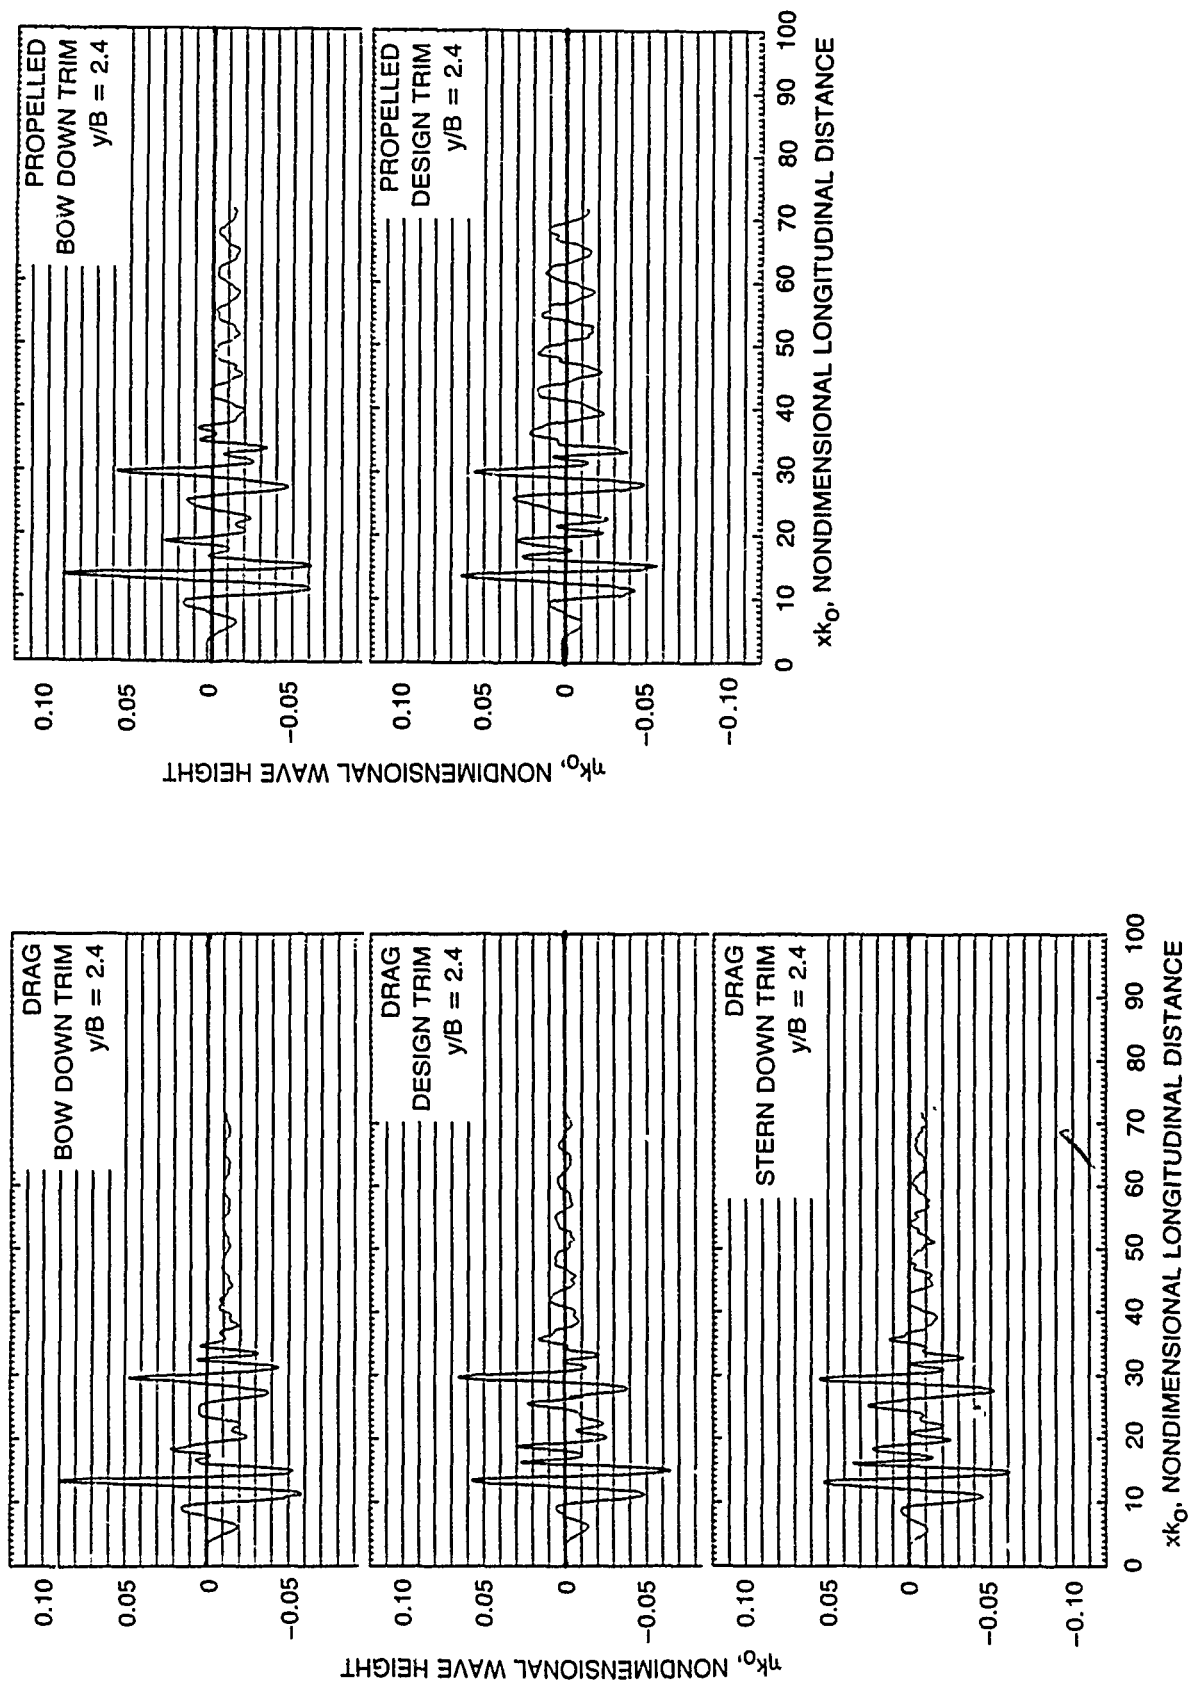 PROPELLED
BOW DOWN TRIM
y/B = 2.4
0.10
0.05
0
−0.05
PROPELLED
DESIGN TRIM
y/B = 2.4
0.10
0.05
0
−0.05
−0.10
ηk₀, NONDIMENSIONAL WAVE HEIGHT
0 10 20 30 40 50 60 70 80 90 100
xk₀, NONDIMENSIONAL LONGITUDINAL DISTANCE
DRAG
BOW DOWN TRIM
y/B = 2.4
0.10
0.05
0
−0.05
DRAG
DESIGN TRIM
y/B = 2.4
0.10
0.05
0
−0.05
DRAG
STERN DOWN TRIM
y/B = 2.4
0.10
0.05
0
−0.05
−0.10
ηk₀, NONDIMENSIONAL WAVE HEIGHT
0 10 20 30 40 50 60 70 80 90 100
xk₀, NONDIMENSIONAL LONGITUDINAL DISTANCE